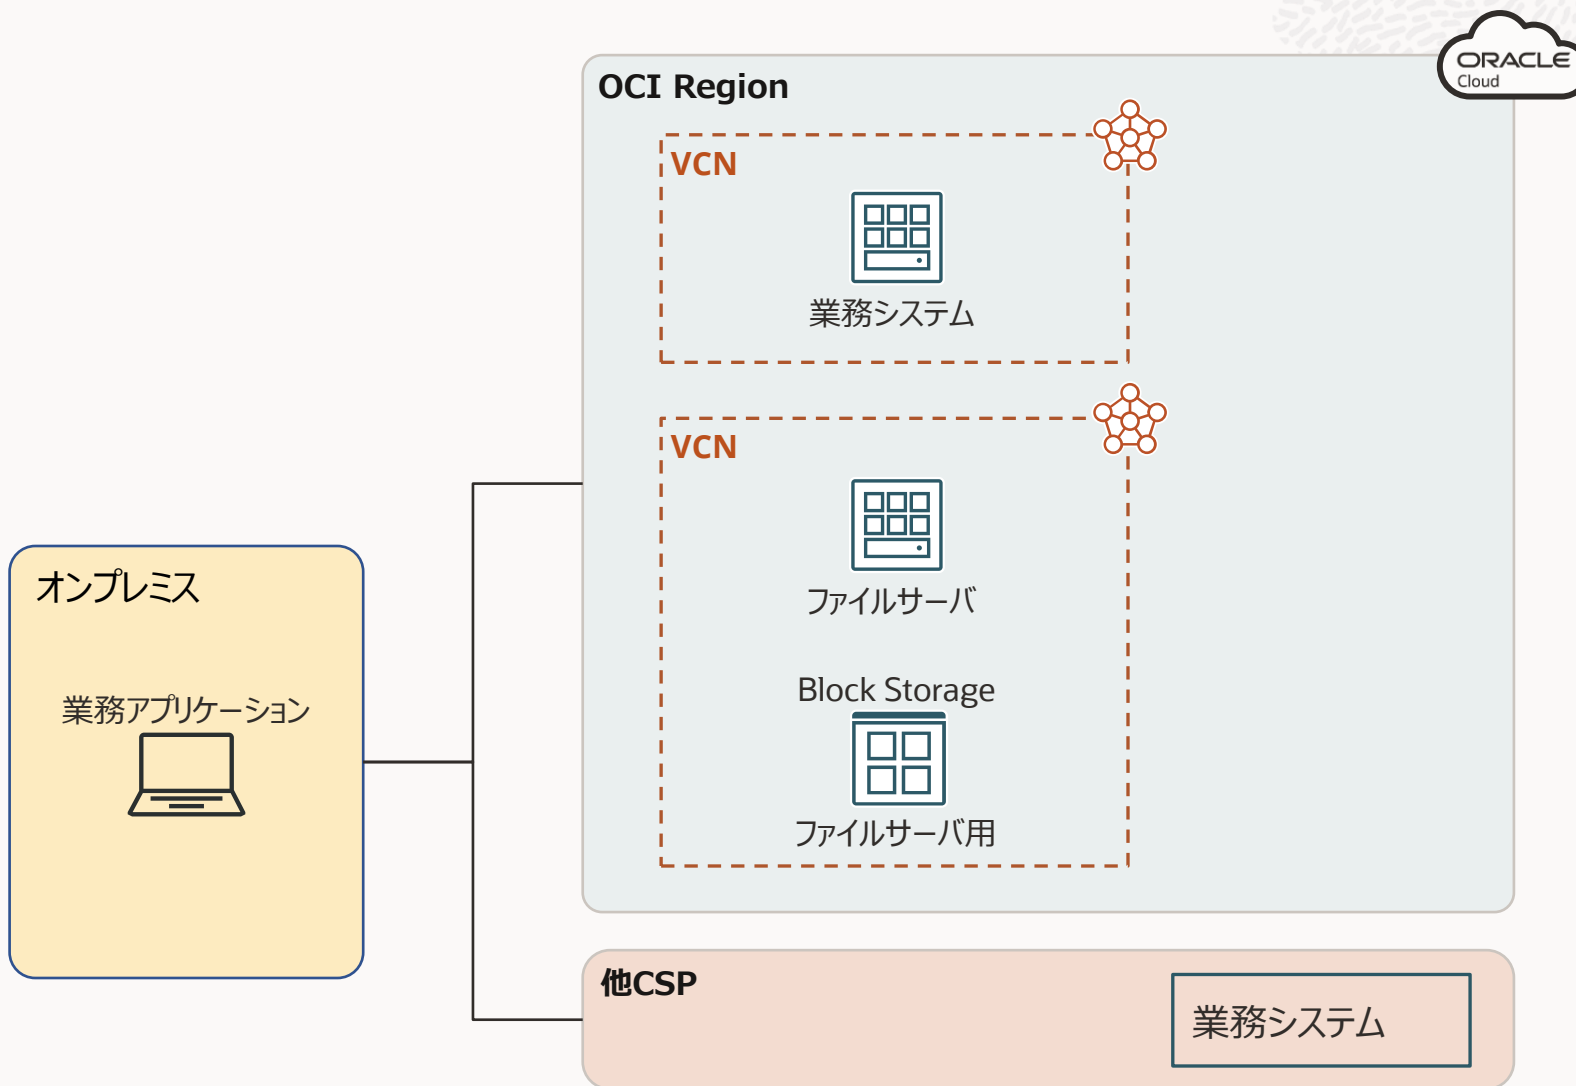 ORACLE
Cloud
OCI Region
VCN
業務システム
VCN
ファイルサーバ
Block Storage
ファイルサーバ用
オンプレミス
業務アプリケーション
他CSP
業務システム